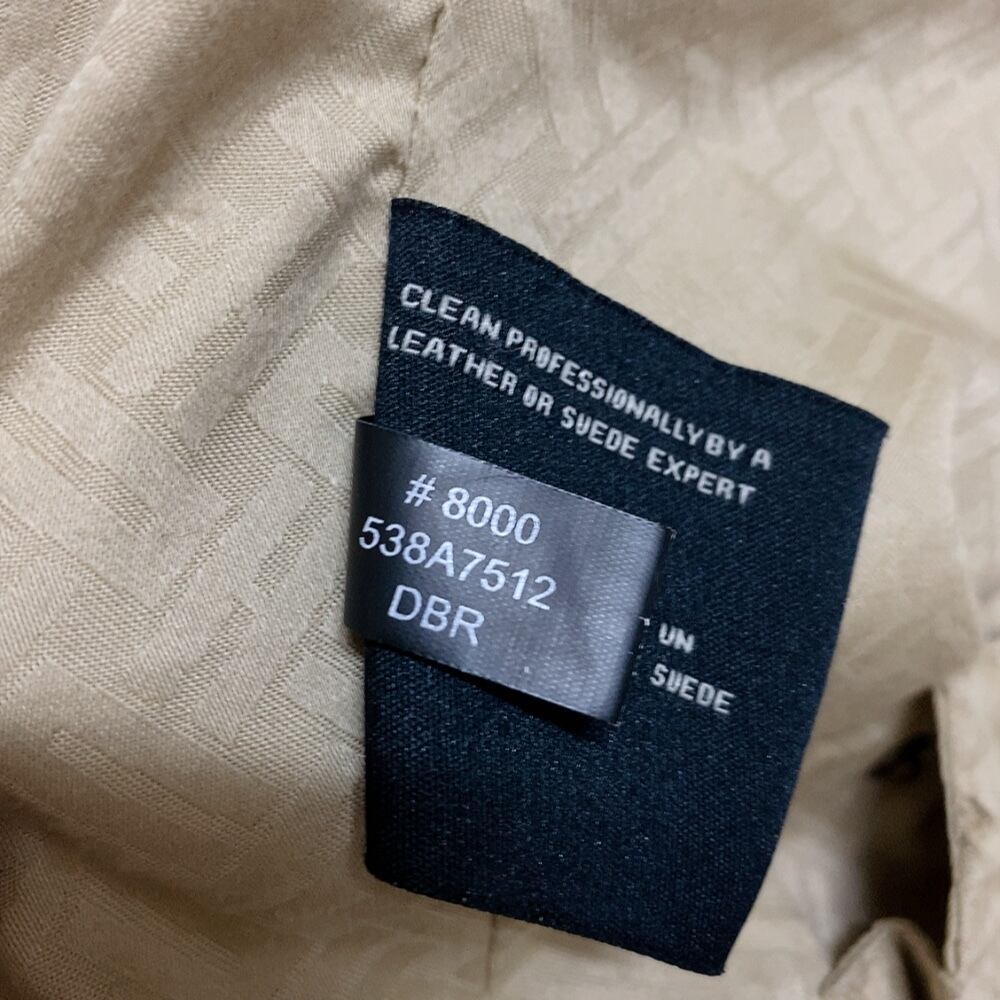 CLEAN PROFESSIONALLY BY A
LEATHER OR SUEDE EXPERT
# 8000
538A7512
DBR
UN
SUEDE